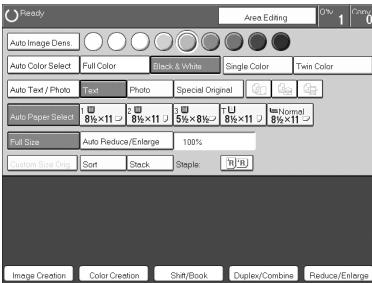 Ready Area Editing Q'ty 1 Copy 0
Auto Image Dens.
Auto Color Select Full Color Black & White Single Color Twin Color
Auto Text / Photo Text Photo Special Original
Auto Paper Select 1 8½×11 2 8½×11 3 5½×8½ T 8½×11 Normal 8½×11
Full Size Auto Reduce/Enlarge 100%
Custom Size Orig. Sort Stack Staple: R R
Image Creation Color Creation Shift/Book Duplex/Combine Reduce/Enlarge